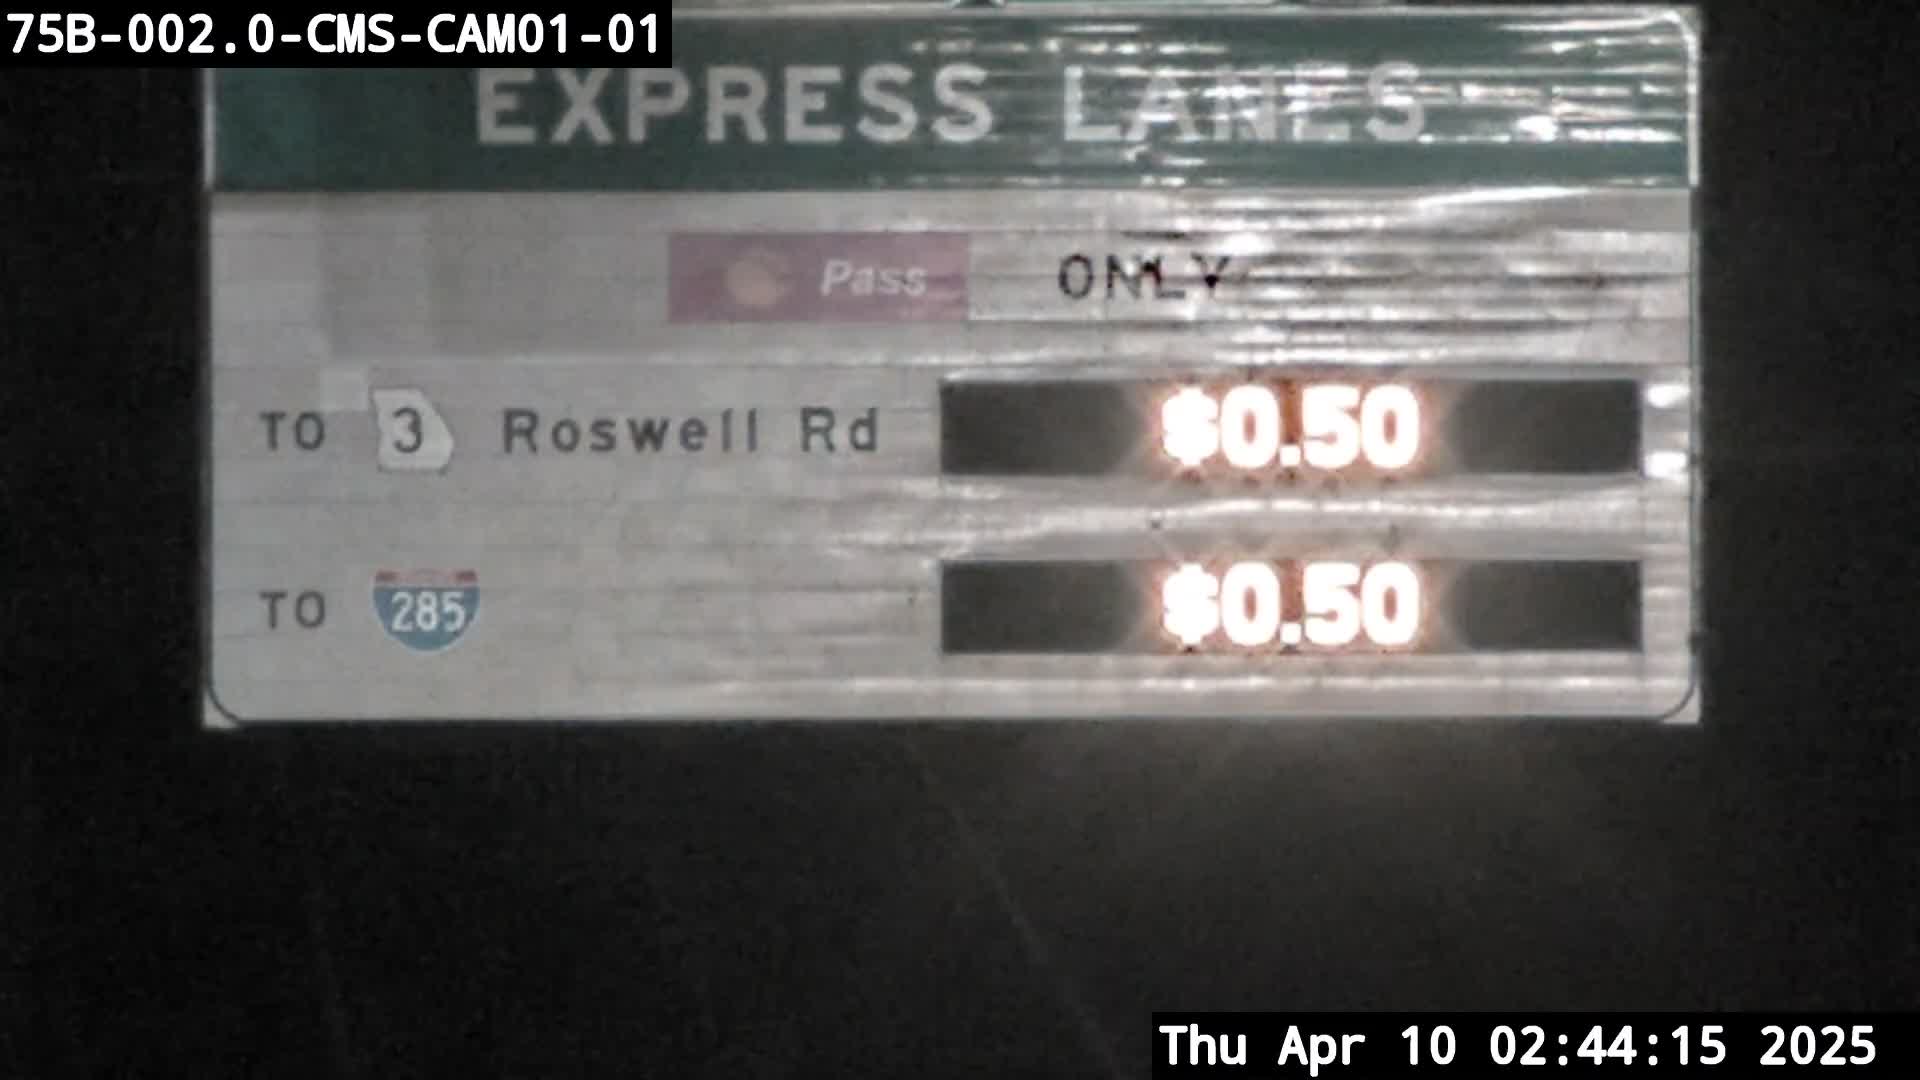 75B-002.0-CMS-CAM01-01
EXPRESS LANES
Pass ONLY
TO 3 Roswell Rd $0.50
TO 285 $0.50
Thu Apr 10 02:44:15 2025